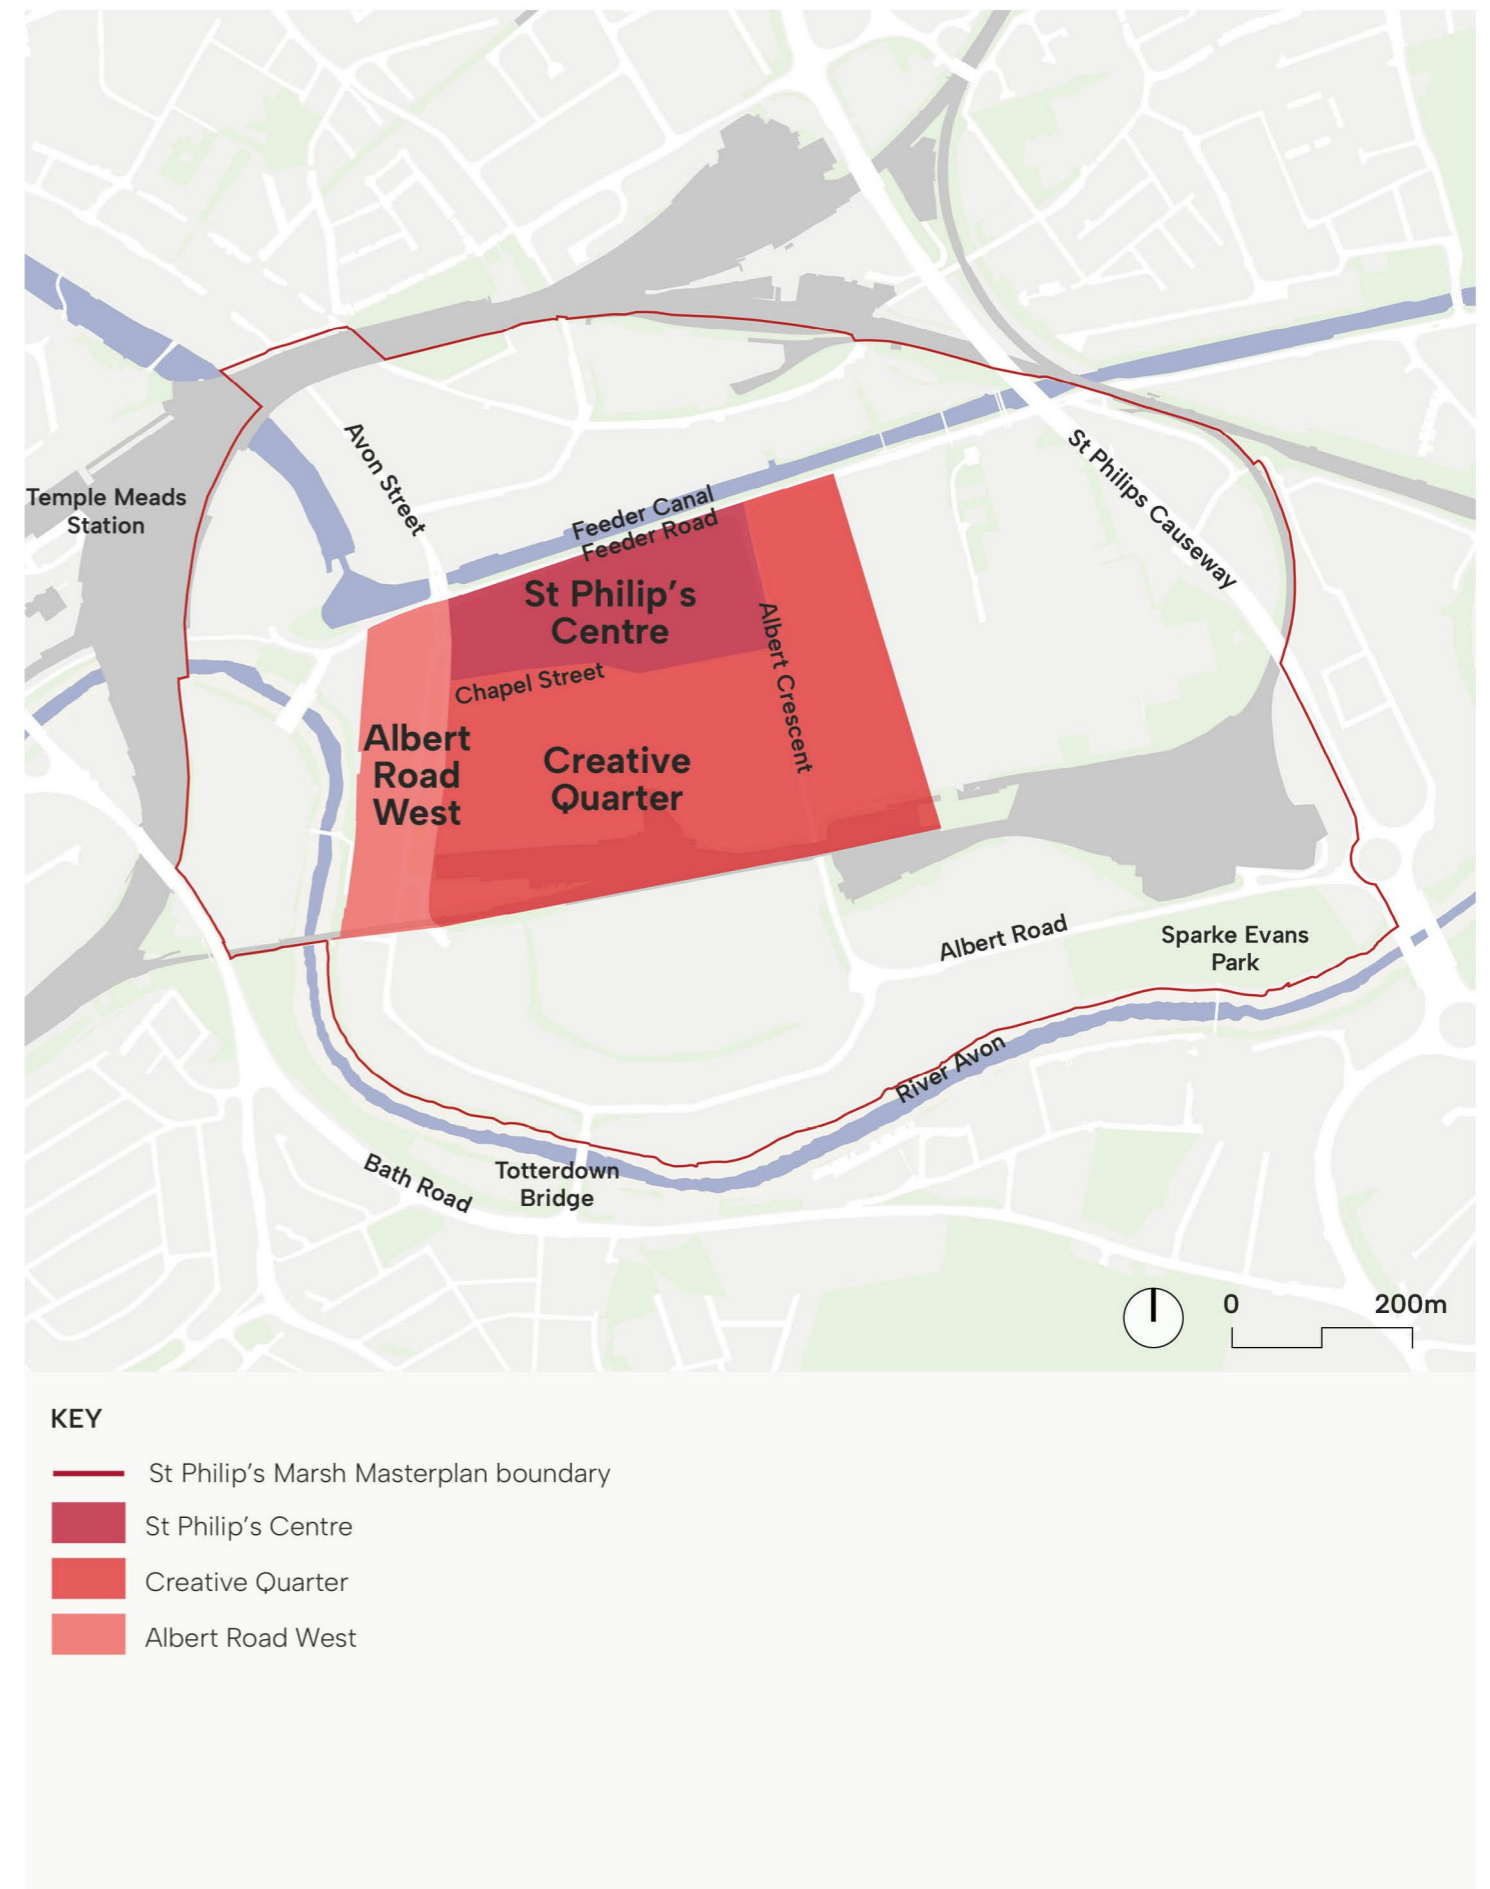 Avon Street
Temple Meads
Station
Feeder Canal
Feeder Road
St Philips Causeway
St Philip's
Centre
Albert Crescent
Chapel Street
Albert
Road
West
Creative
Quarter
Albert Road
Sparke Evans
Park
River Avon
Bath Road
Totterdown
Bridge
0 200m
KEY
St Philip's Marsh Masterplan boundary
St Philip's Centre
Creative Quarter
Albert Road West